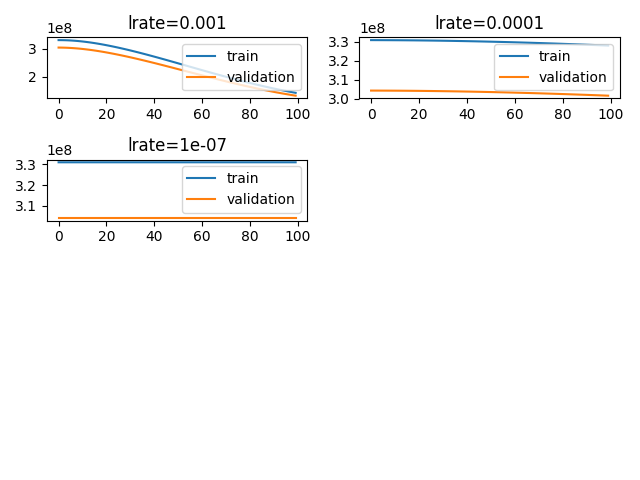 lrate=0.001
1e8
3
2
train
validation
0 20 40 60 80 100
lrate=0.0001
1e8
3.3
3.2
3.1
3.0
train
validation
0 20 40 60 80 100
lrate=1e-07
1e8
3.3
3.2
3.1
train
validation
0 20 40 60 80 100